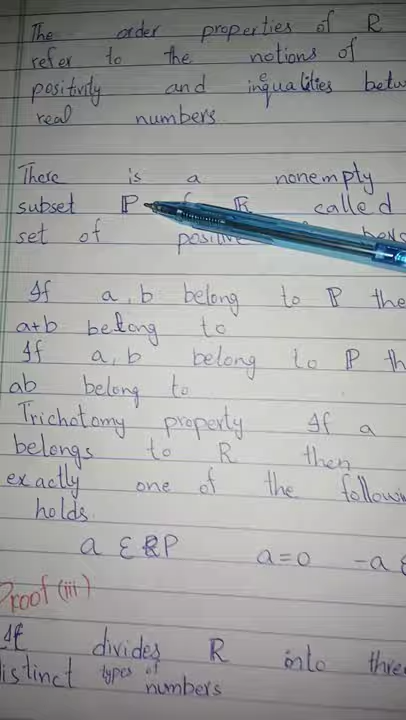 The order properties of R
refer to the notions of
positivity and inequalities betw
real numbers
There is a nonempty
subset ℙ ℝ called
set of
If a, b belong to ℙ the
a+b belong to
If a, b belong to ℙ th
ab belong to
Trichotomy property If a
belongs to R then
exactly one of the followin
holds.
a ε P a=0 -a ε
Proof (iii)
It divides R into thre
distinct types of numbers